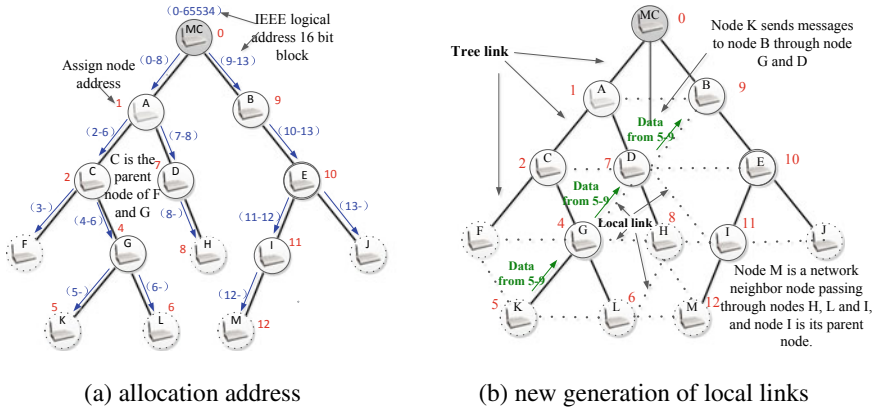 (0-65534)
MC
0
IEEE logical
address 16 bit
block
(0-8)
(9-13)
Assign node
address
1
A
B
9
(2-6)
(7-8)
(10-13)
2
C
C is the
parent
node of F
and G
7
D
E
10
(3-)
(4-6)
(8-)
(11-12)
(13-)
F
4
G
H
8
I
11
J
(5-)
(6-)
(12-)
5
K
L
6
M
12
(a) allocation address
MC
0
Node K sends messages
to node B through node
G and D
Tree link
1
A
B
9
Data
from 5-9
2
C
7
D
E
10
Data
from 5-9
Local link
F
4
G
H
8
I
11
J
Data
from 5-9
5
K
L
6
M
12
Node M is a network
neighbor node passing
through nodes H, L and I,
and node I is its parent
node.
(b) new generation of local links